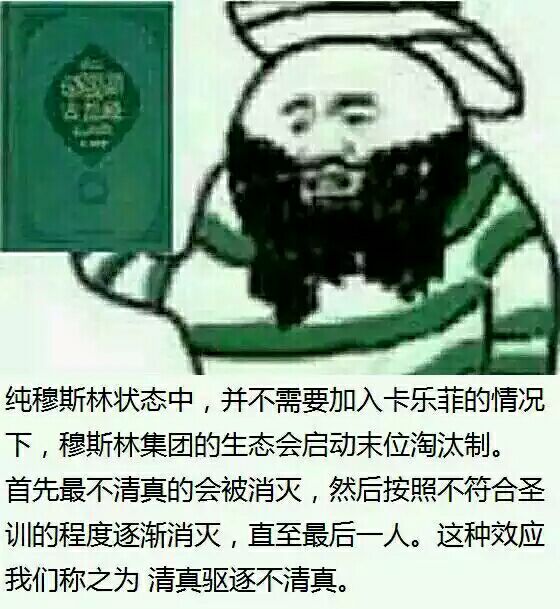 纯穆斯林状态中，并不需要加入卡乐菲的情况
下，穆斯林集团的生态会启动末位淘汰制。
首先最不清真的会被消灭，然后按照不符合圣
训的程度逐渐消灭，直至最后一人。这种效应
我们称之为 清真驱逐不清真。